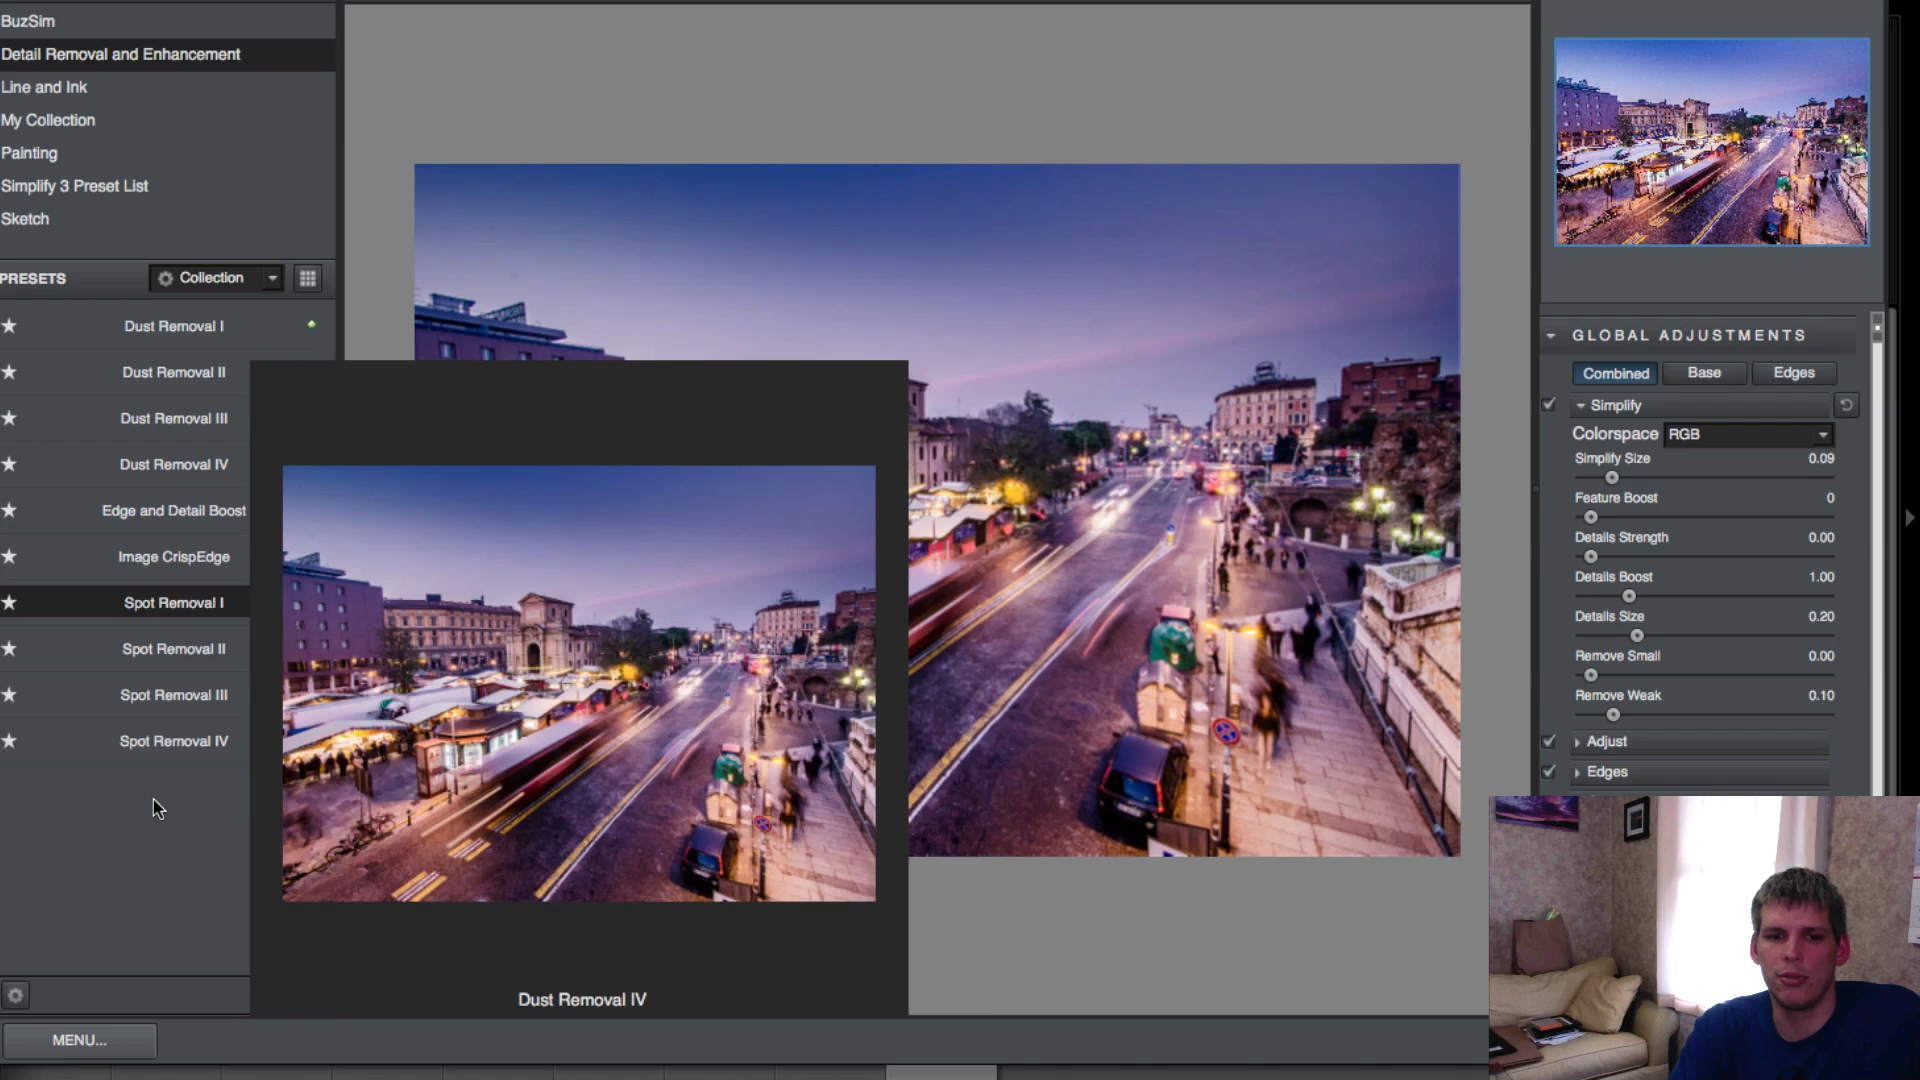 BuzSim
Detail Removal and Enhancement
Line and Ink
My Collection
Painting
Simplify 3 Preset List
Sketch
PRESETS
Collection
Dust Removal I
Dust Removal II
Dust Removal III
Dust Removal IV
Edge and Detail Boost
Image CrispEdge
Spot Removal I
Spot Removal II
Spot Removal III
Spot Removal IV
MENU...
Dust Removal IV
GLOBAL ADJUSTMENTS
Combined Base Edges
Simplify
Colorspace RGB
Simplify Size 0.09
Feature Boost 0
Details Strength 0.00
Details Boost 1.00
Details Size 0.20
Remove Small 0.00
Remove Weak 0.10
Adjust
Edges